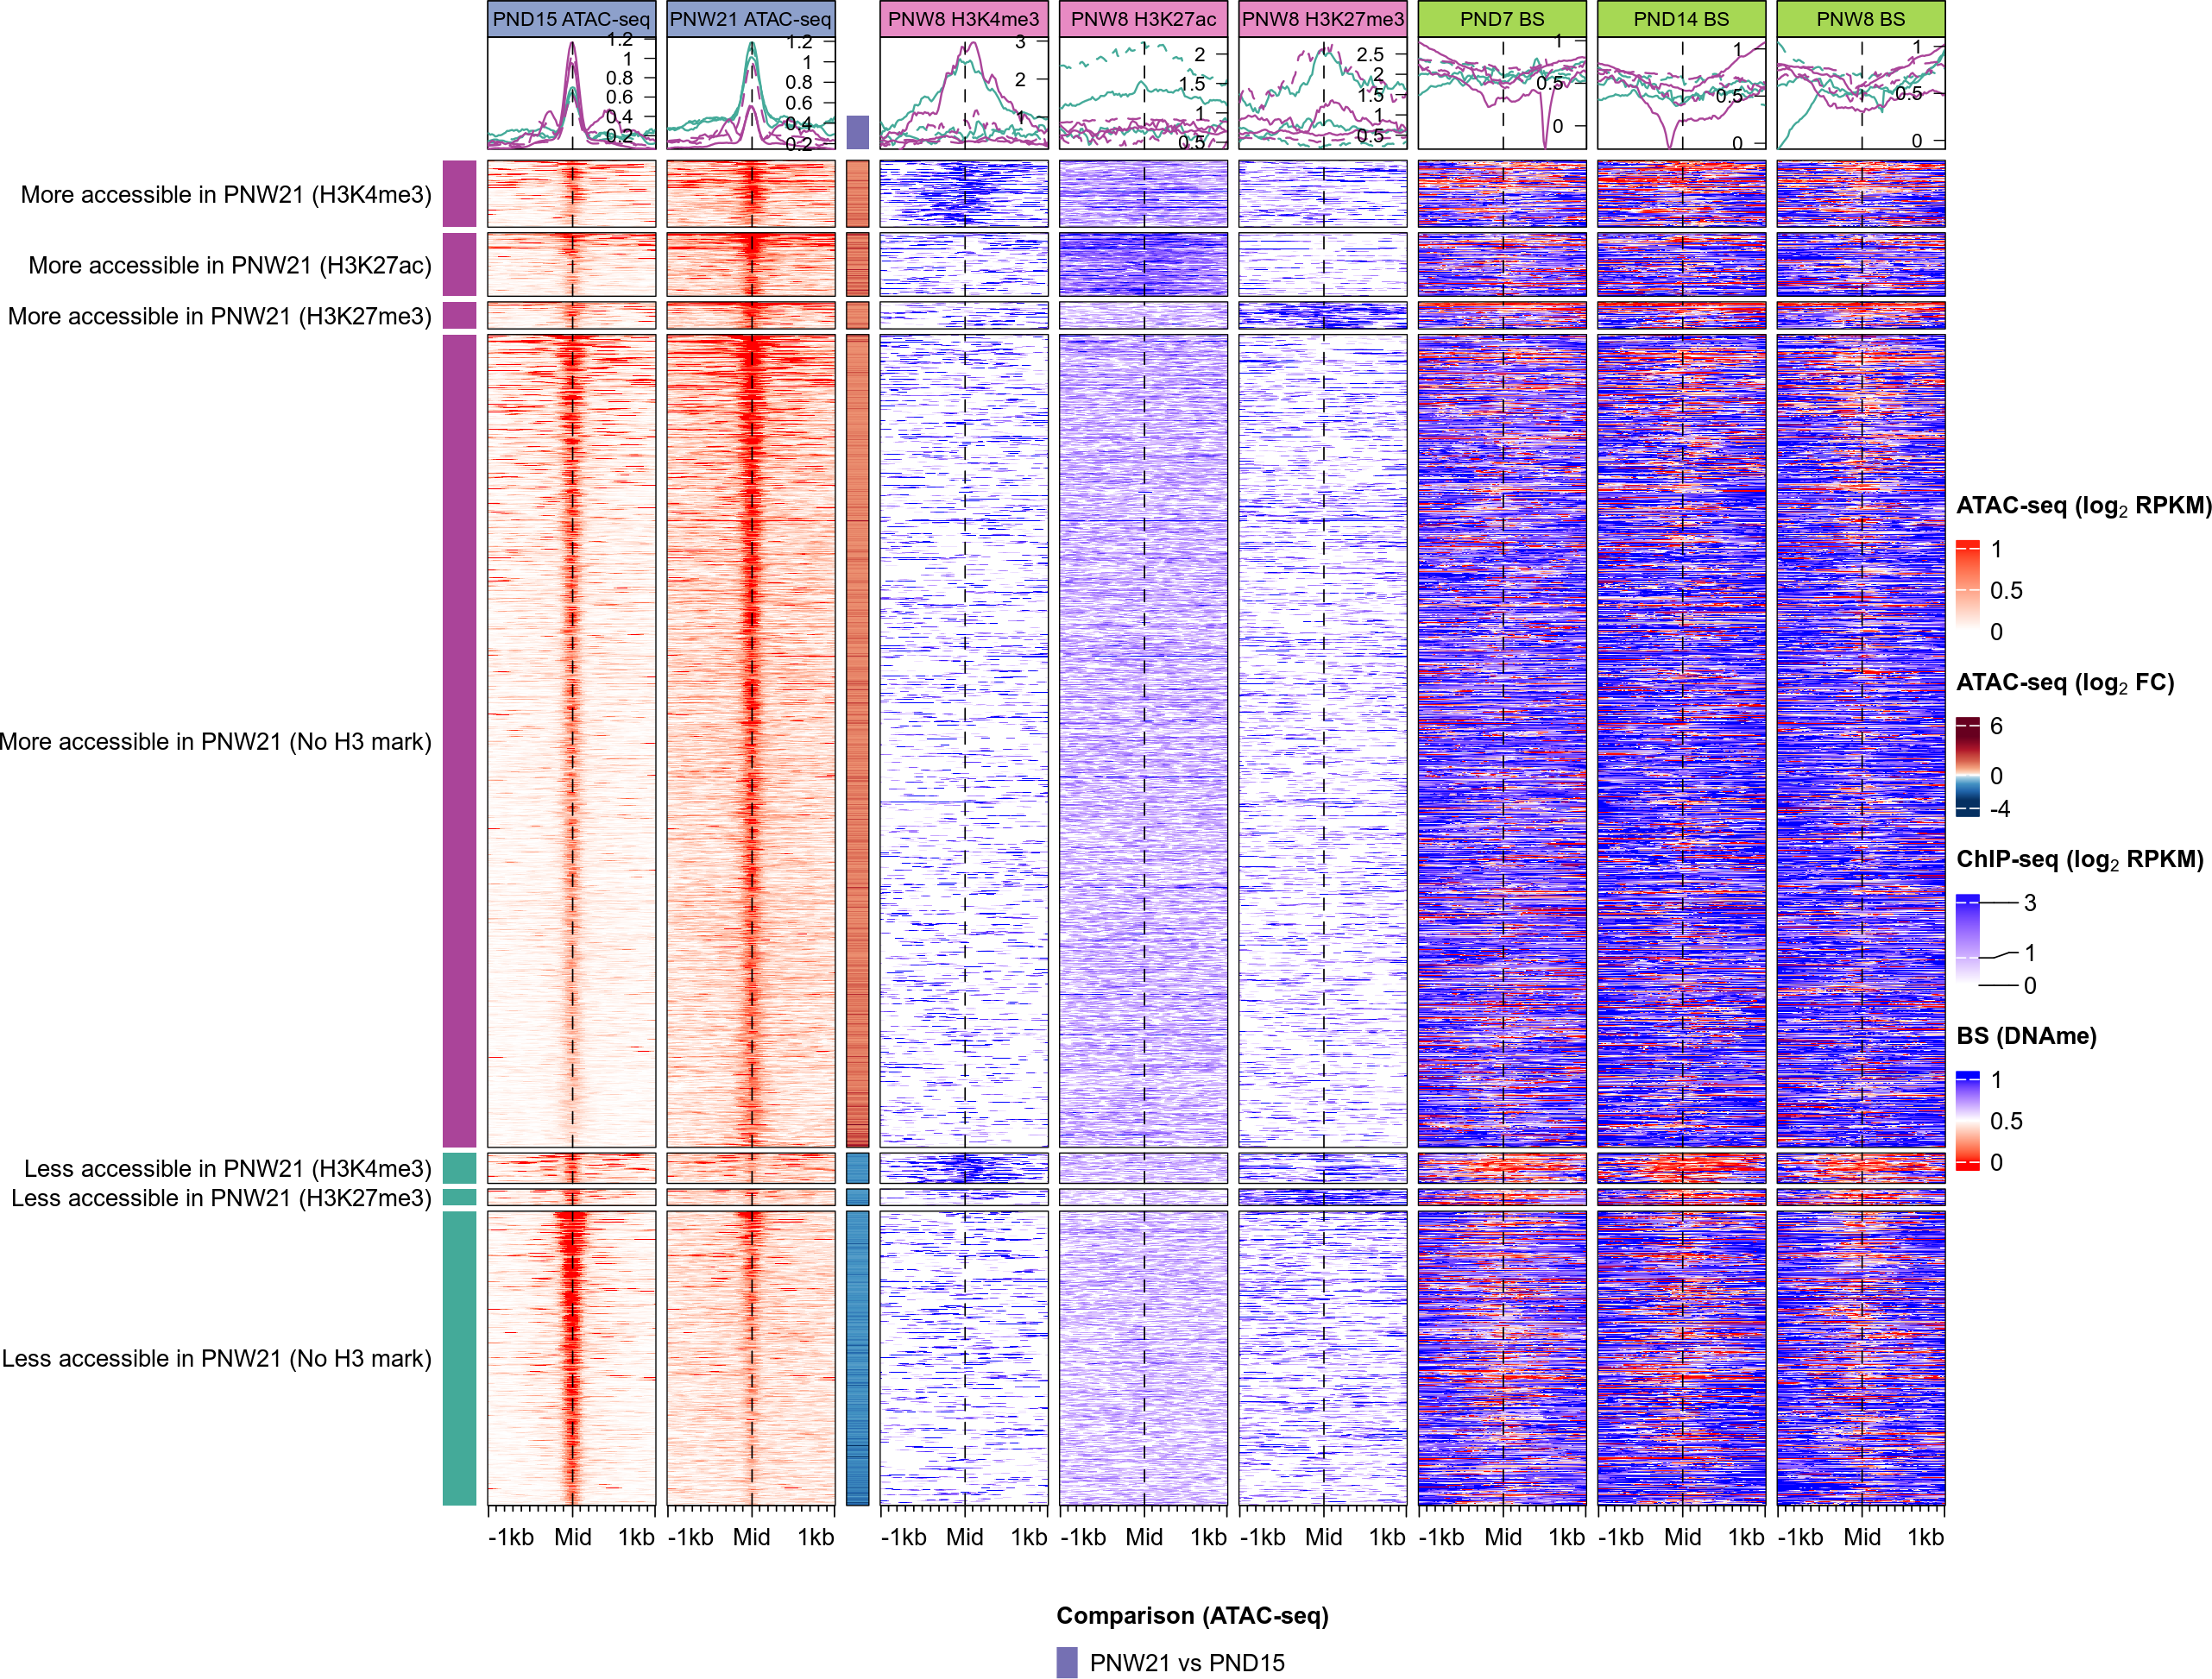 PND15 ATAC-seq PNW21 ATAC-seq PNW8 H3K4me3 PNW8 H3K27ac PNW8 H3K27me3 PND7 BS PND14 BS PNW8 BS
1.2 1 0.8 0.6 0.4 0.2
1.2 1 0.8 0.6 0.4 0.2
3 2 1
2 1.5 1 0.5
2.5 2 1.5 1 0.5
1 0.5 0
1 0.5 0
1 0.5 0
More accessible in PNW21 (H3K4me3)
More accessible in PNW21 (H3K27ac)
More accessible in PNW21 (H3K27me3)
More accessible in PNW21 (No H3 mark)
Less accessible in PNW21 (H3K4me3)
Less accessible in PNW21 (H3K27me3)
Less accessible in PNW21 (No H3 mark)
-1kb Mid 1kb -1kb Mid 1kb -1kb Mid 1kb -1kb Mid 1kb -1kb Mid 1kb -1kb Mid 1kb -1kb Mid 1kb -1kb Mid 1kb
ATAC-seq (log2 RPKM)
1
0.5
0
ATAC-seq (log2 FC)
6
0
-4
ChIP-seq (log2 RPKM)
3
1
0
BS (DNAme)
1
0.5
0
Comparison (ATAC-seq)
PNW21 vs PND15